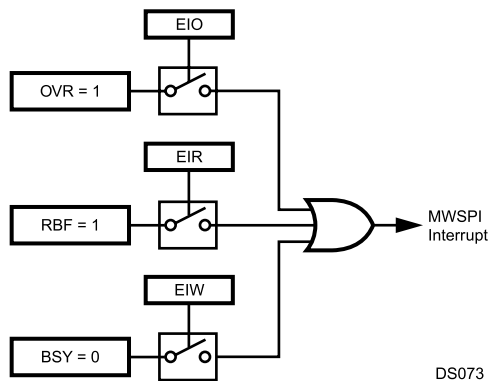 EIO
OVR = 1
EIR
RBF = 1
MWSPI
Interrupt
EIW
BSY = 0
DS073